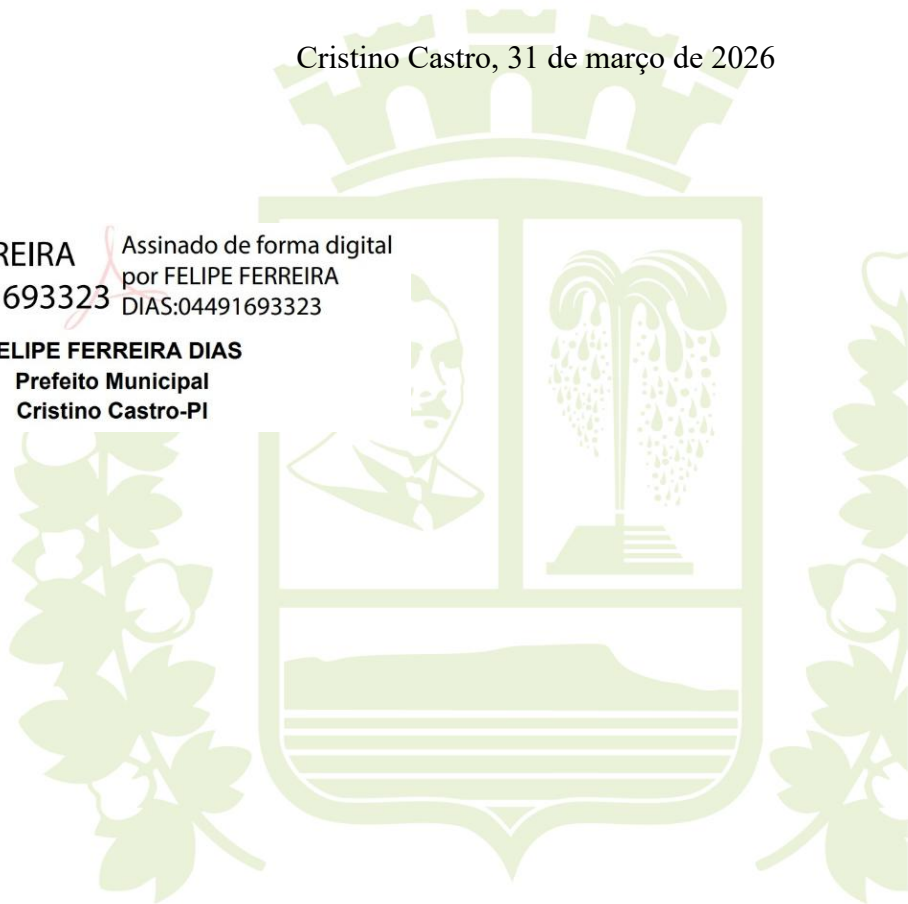 Cristino Castro, 31 de março de 2026
REIRA
693323
Assinado de forma digital
por FELIPE FERREIRA
DIAS:04491693323
ELIPE FERREIRA DIAS
Prefeito Municipal
Cristino Castro-PI